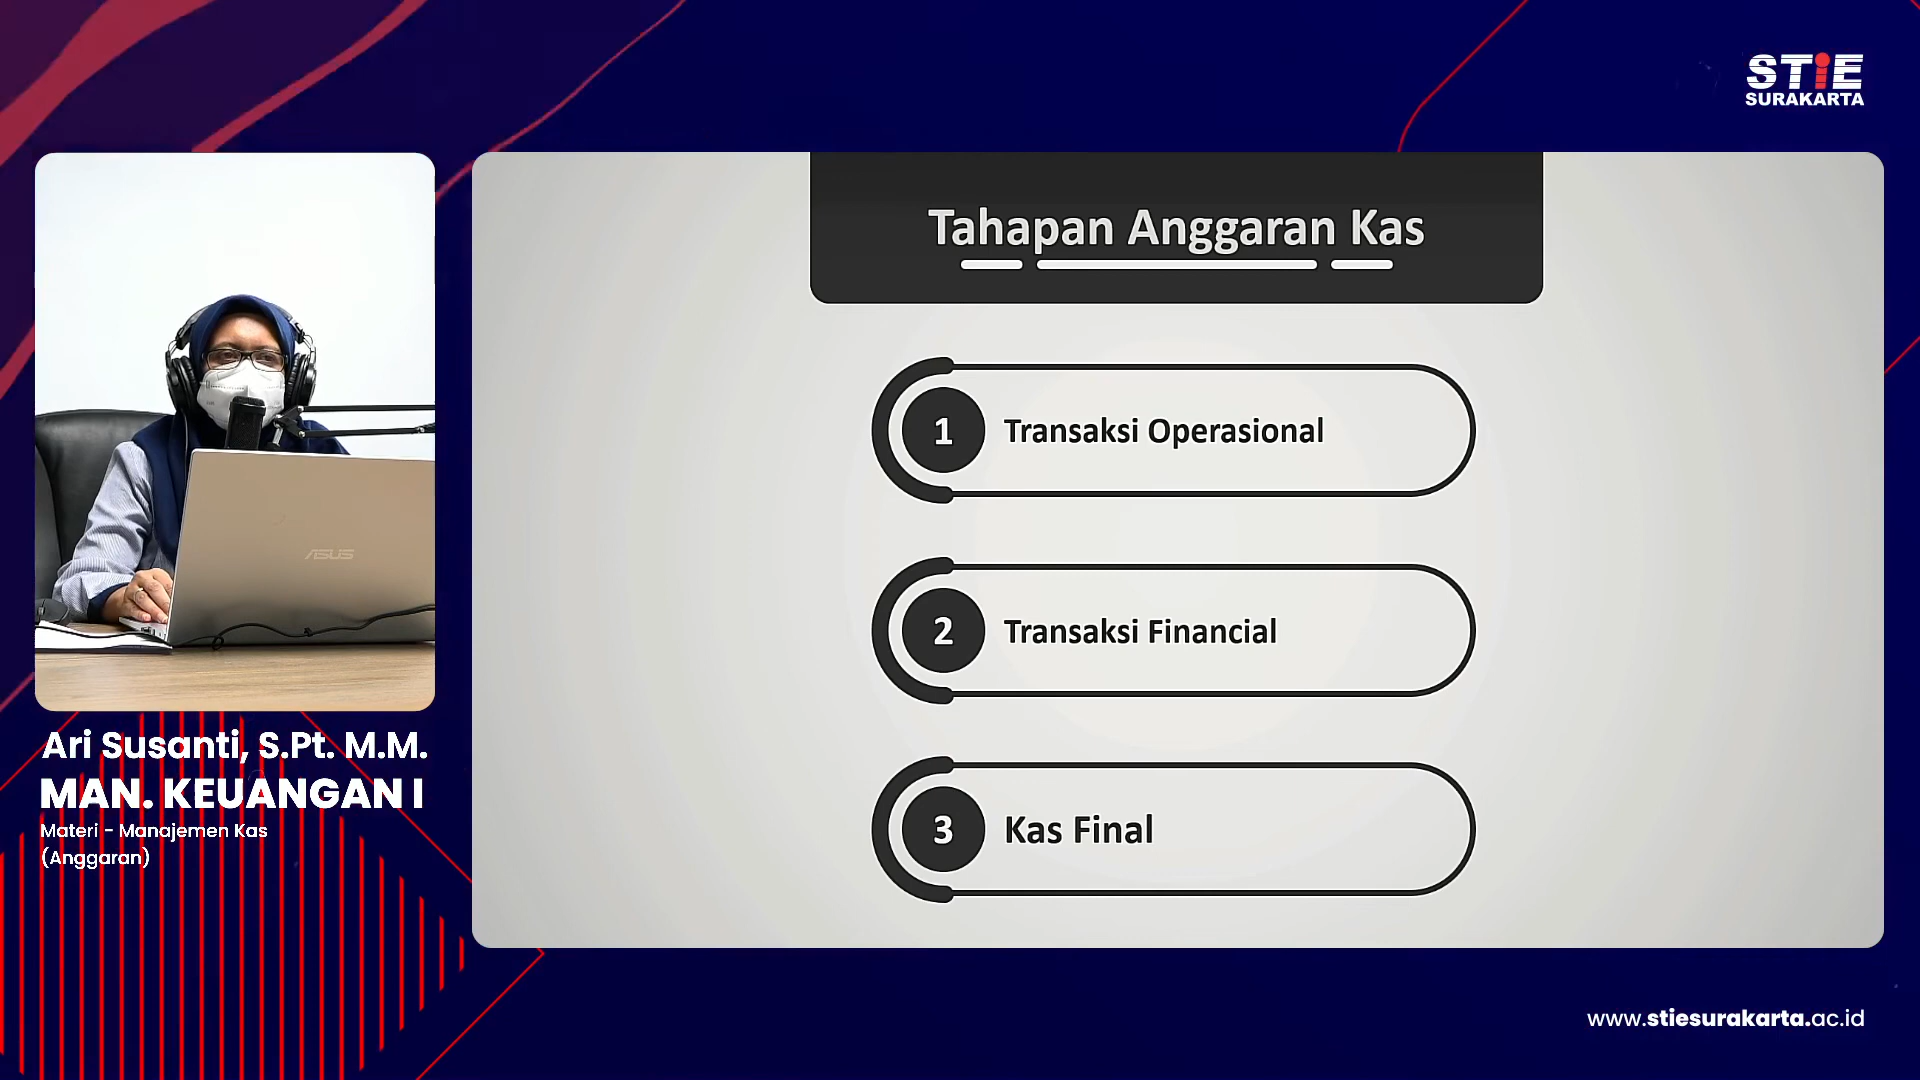 STiE
SURAKARTA
Tahapan Anggaran Kas
1 Transaksi Operasional
2 Transaksi Financial
3 Kas Final
ASUS
Ari Susanti, S.Pt. M.M.
MAN. KEUANGAN I
Materi - Manajemen Kas
(Anggaran)
www.stiesurakarta.ac.id